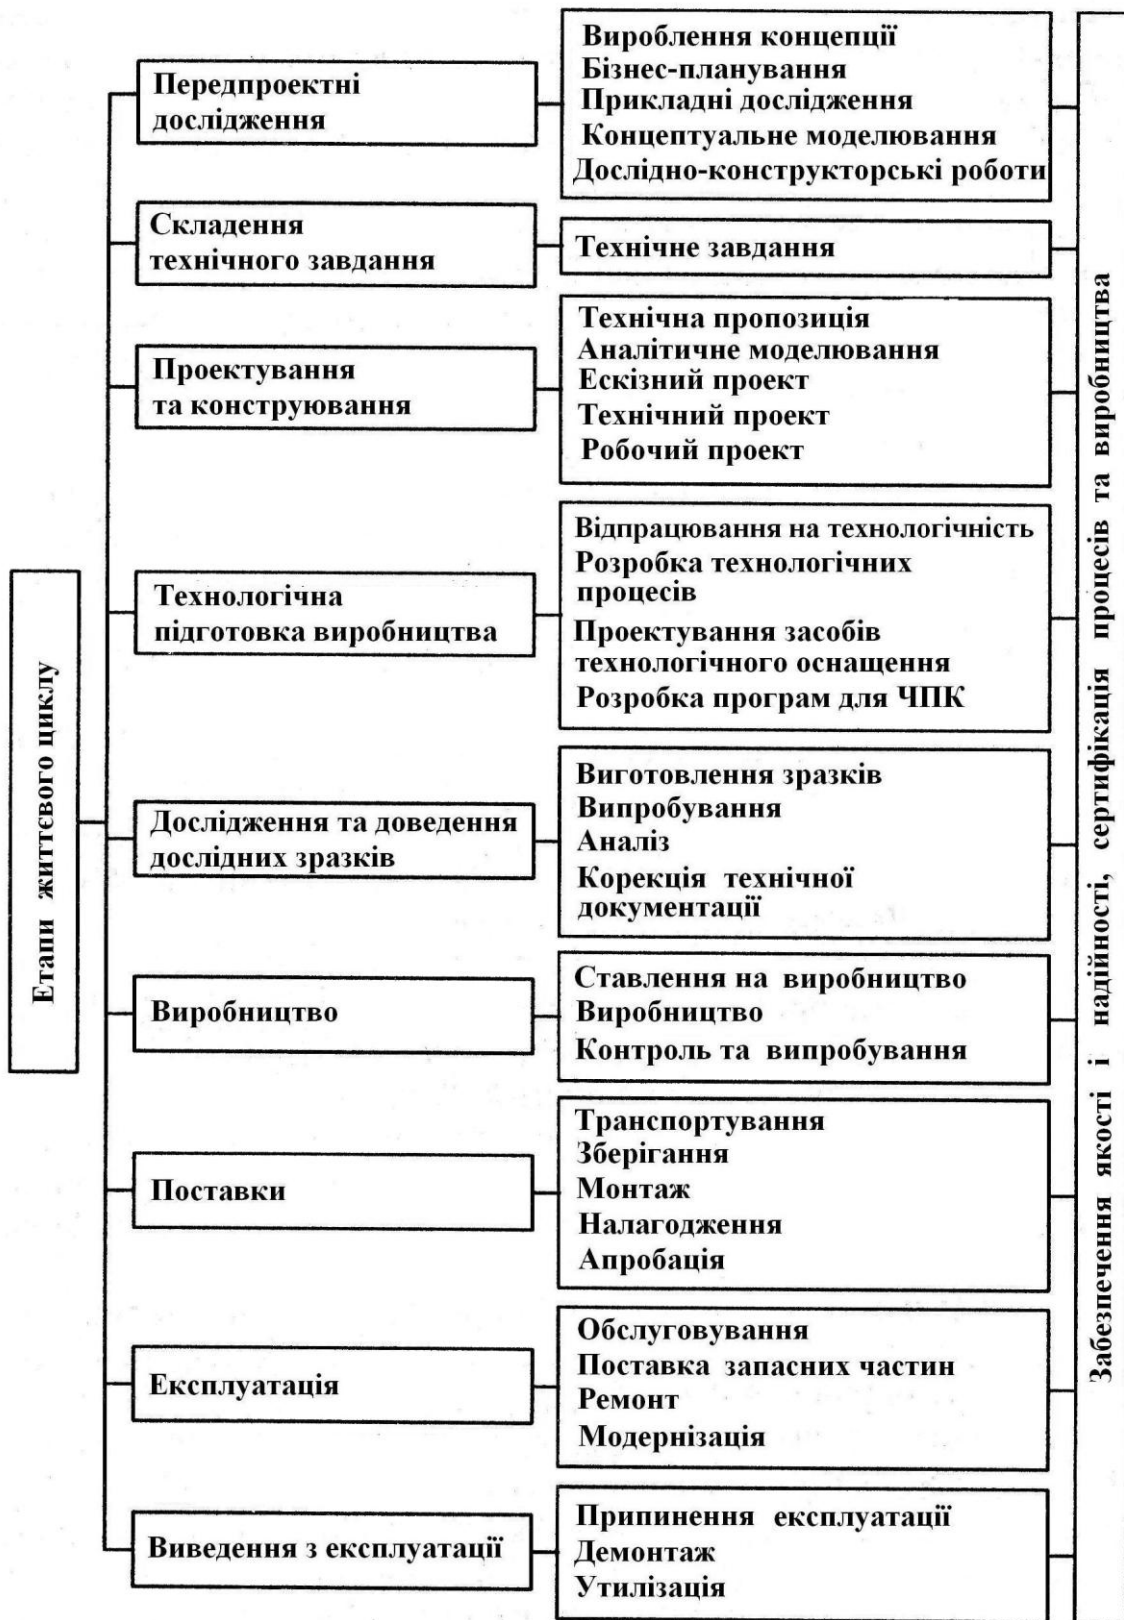 Етапи життєвого циклу
Передпроектні
дослідження
Вироблення концепції
Бізнес-планування
Прикладні дослідження
Концептуальне моделювання
Дослідно-конструкторські роботи
Складення
технічного завдання
Технічне завдання
Проектування
та конструювання
Технічна пропозиція
Аналітичне моделювання
Ескізний проект
Технічний проект
Робочий проект
Технологічна
підготовка виробництва
Відпрацювання на технологічність
Розробка технологічних
процесів
Проектування засобів
технологічного оснащення
Розробка програм для ЧПК
Дослідження та доведення
дослідних зразків
Виготовлення зразків
Випробування
Аналіз
Корекція технічної
документації
Виробництво
Ставлення на виробництво
Виробництво
Контроль та випробування
Поставки
Транспортування
Зберігання
Монтаж
Налагодження
Апробація
Експлуатація
Обслуговування
Поставка запасних частин
Ремонт
Модернізація
Виведення з експлуатації
Припинення експлуатації
Демонтаж
Утилізація
Забезпечення якості і надійності, сертифікація процесів та виробництва